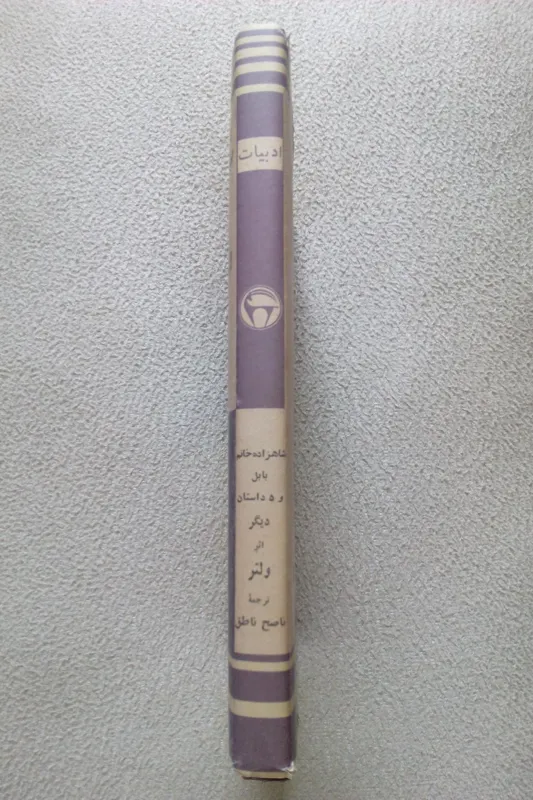 ادبیات
شاهزاده خانم
بابل
و ۵ داستان
دیگر
اثر
ولتر
ترجمهٔ
ناصح ناطق